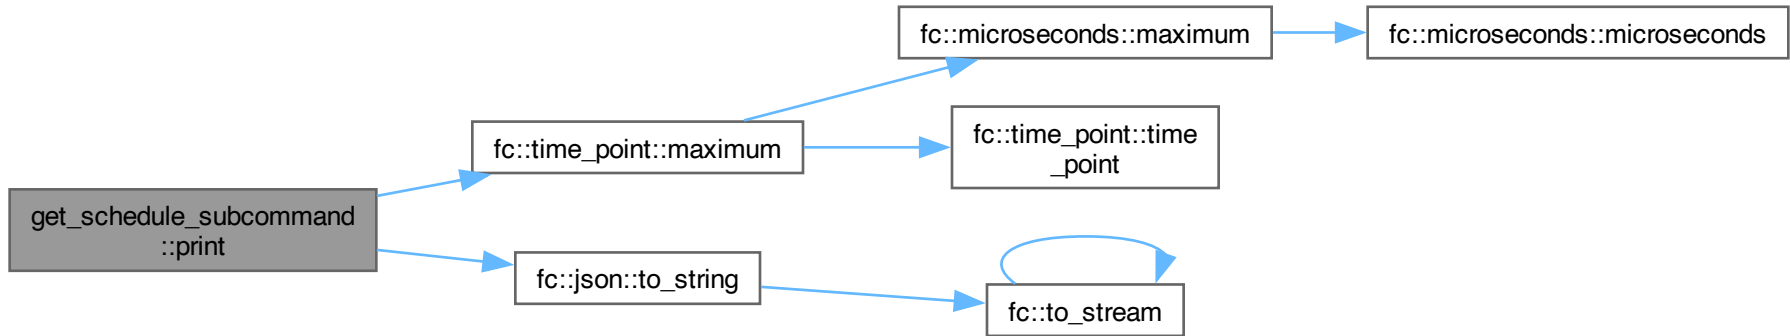 get_schedule_subcommand
::print
fc::time_point::maximum
fc::microseconds::maximum
fc::microseconds::microseconds
fc::time_point::time
_point
fc::json::to_string
fc::to_stream